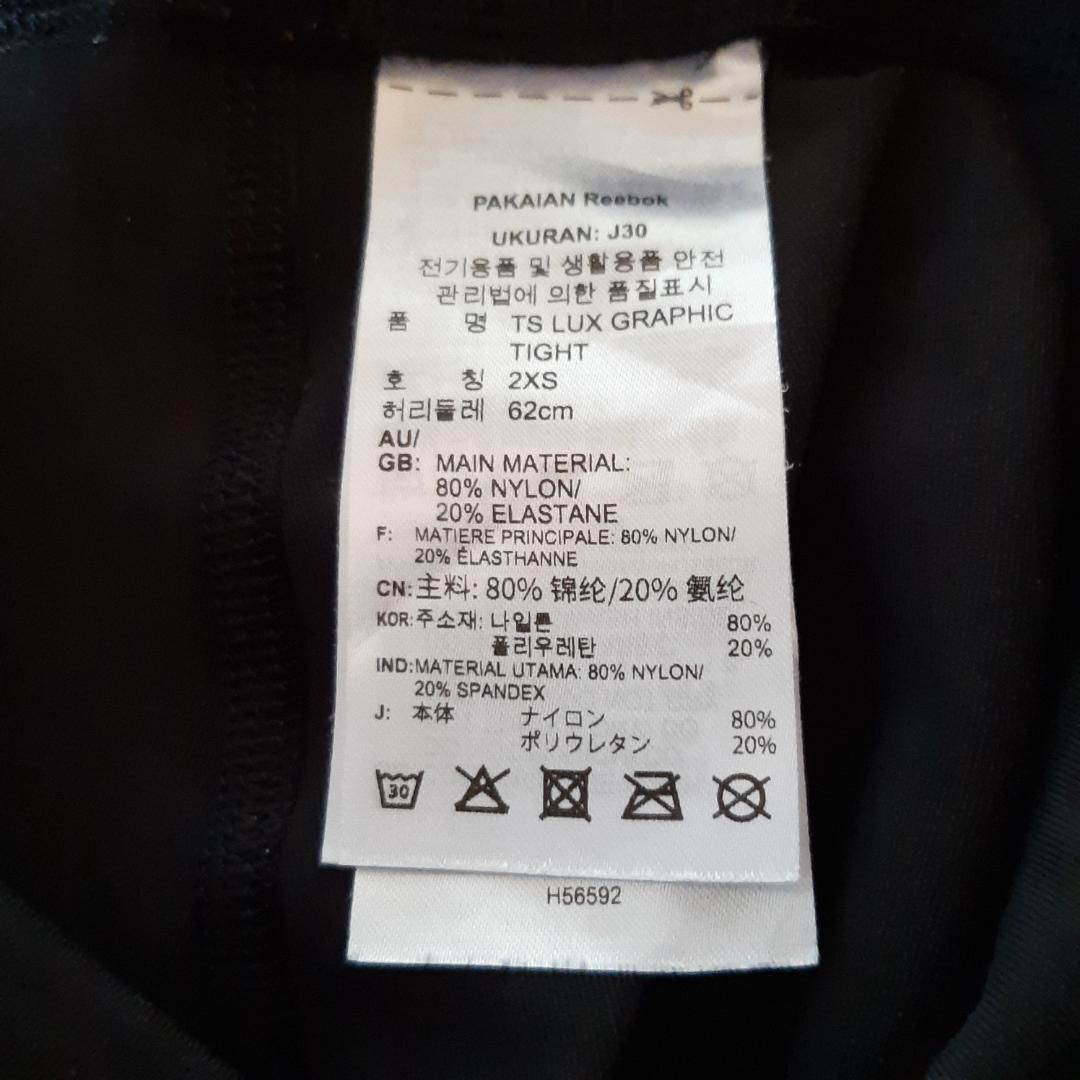 PAKAIAN Reebok
UKURAN: J30
전기용품 및 생활용품 안전
관리법에 의한 품질표시
품 명 TS LUX GRAPHIC
TIGHT
호 칭 2XS
허리둘레 62cm
AU/
GB: MAIN MATERIAL:
80% NYLON/
20% ELASTANE
F: MATIERE PRINCIPALE: 80% NYLON/
20% ÉLASTHANNE
CN: 主料: 80% 锦纶/20% 氨纶
KOR: 주소재: 나일론 80%
폴리우레탄 20%
IND: MATERIAL UTAMA: 80% NYLON/
20% SPANDEX
J: 本体 ナイロン 80%
ポリウレタン 20%
30
H56592